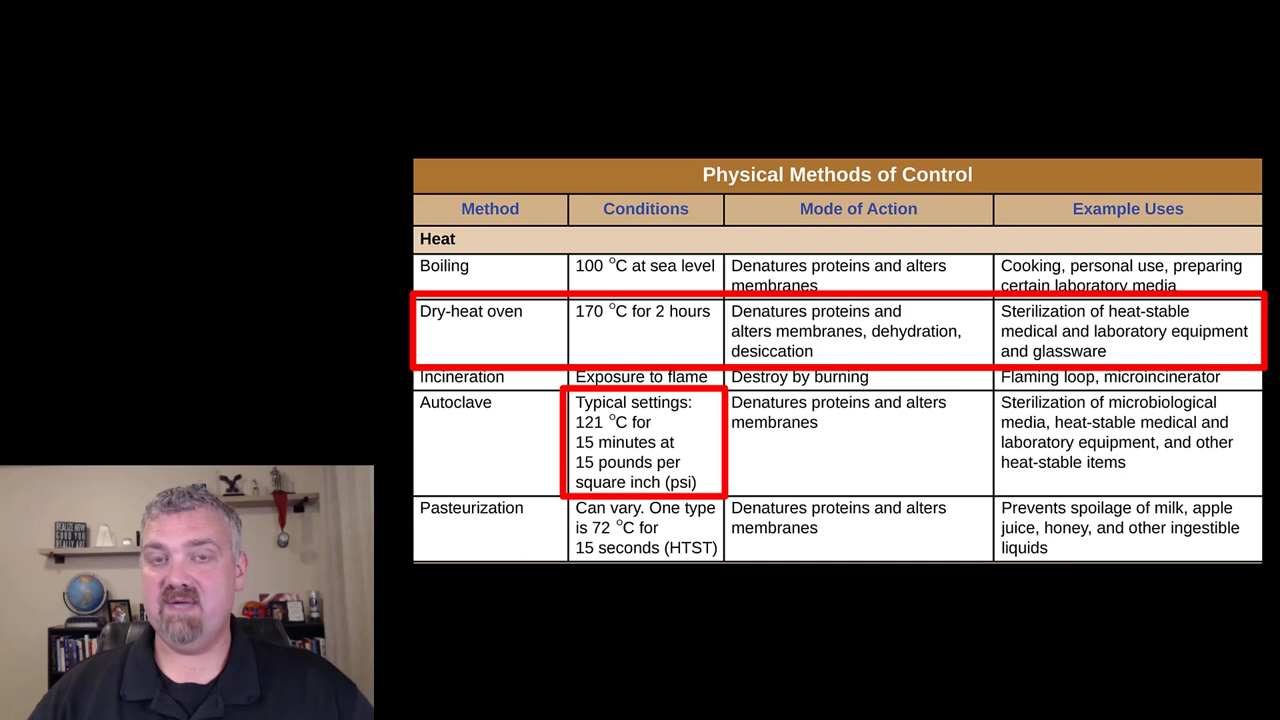 Physical Methods of Control
Method Conditions Mode of Action Example Uses
Heat
Boiling
100 °C at sea level
Denatures proteins and alters
membranes
Cooking, personal use, preparing
certain laboratory media
Dry-heat oven
170 °C for 2 hours
Denatures proteins and
alters membranes, dehydration,
desiccation
Sterilization of heat-stable
medical and laboratory equipment
and glassware
Incineration
Exposure to flame
Destroy by burning
Flaming loop, microincinerator
Autoclave
Typical settings:
121 °C for
15 minutes at
15 pounds per
square inch (psi)
Denatures proteins and alters
membranes
Sterilization of microbiological
media, heat-stable medical and
laboratory equipment, and other
heat-stable items
Pasteurization
Can vary. One type
is 72 °C for
15 seconds (HTST)
Denatures proteins and alters
membranes
Prevents spoilage of milk, apple
juice, honey, and other ingestible
liquids
REALIZE HOW
GOOD YOU
REALLY ARE